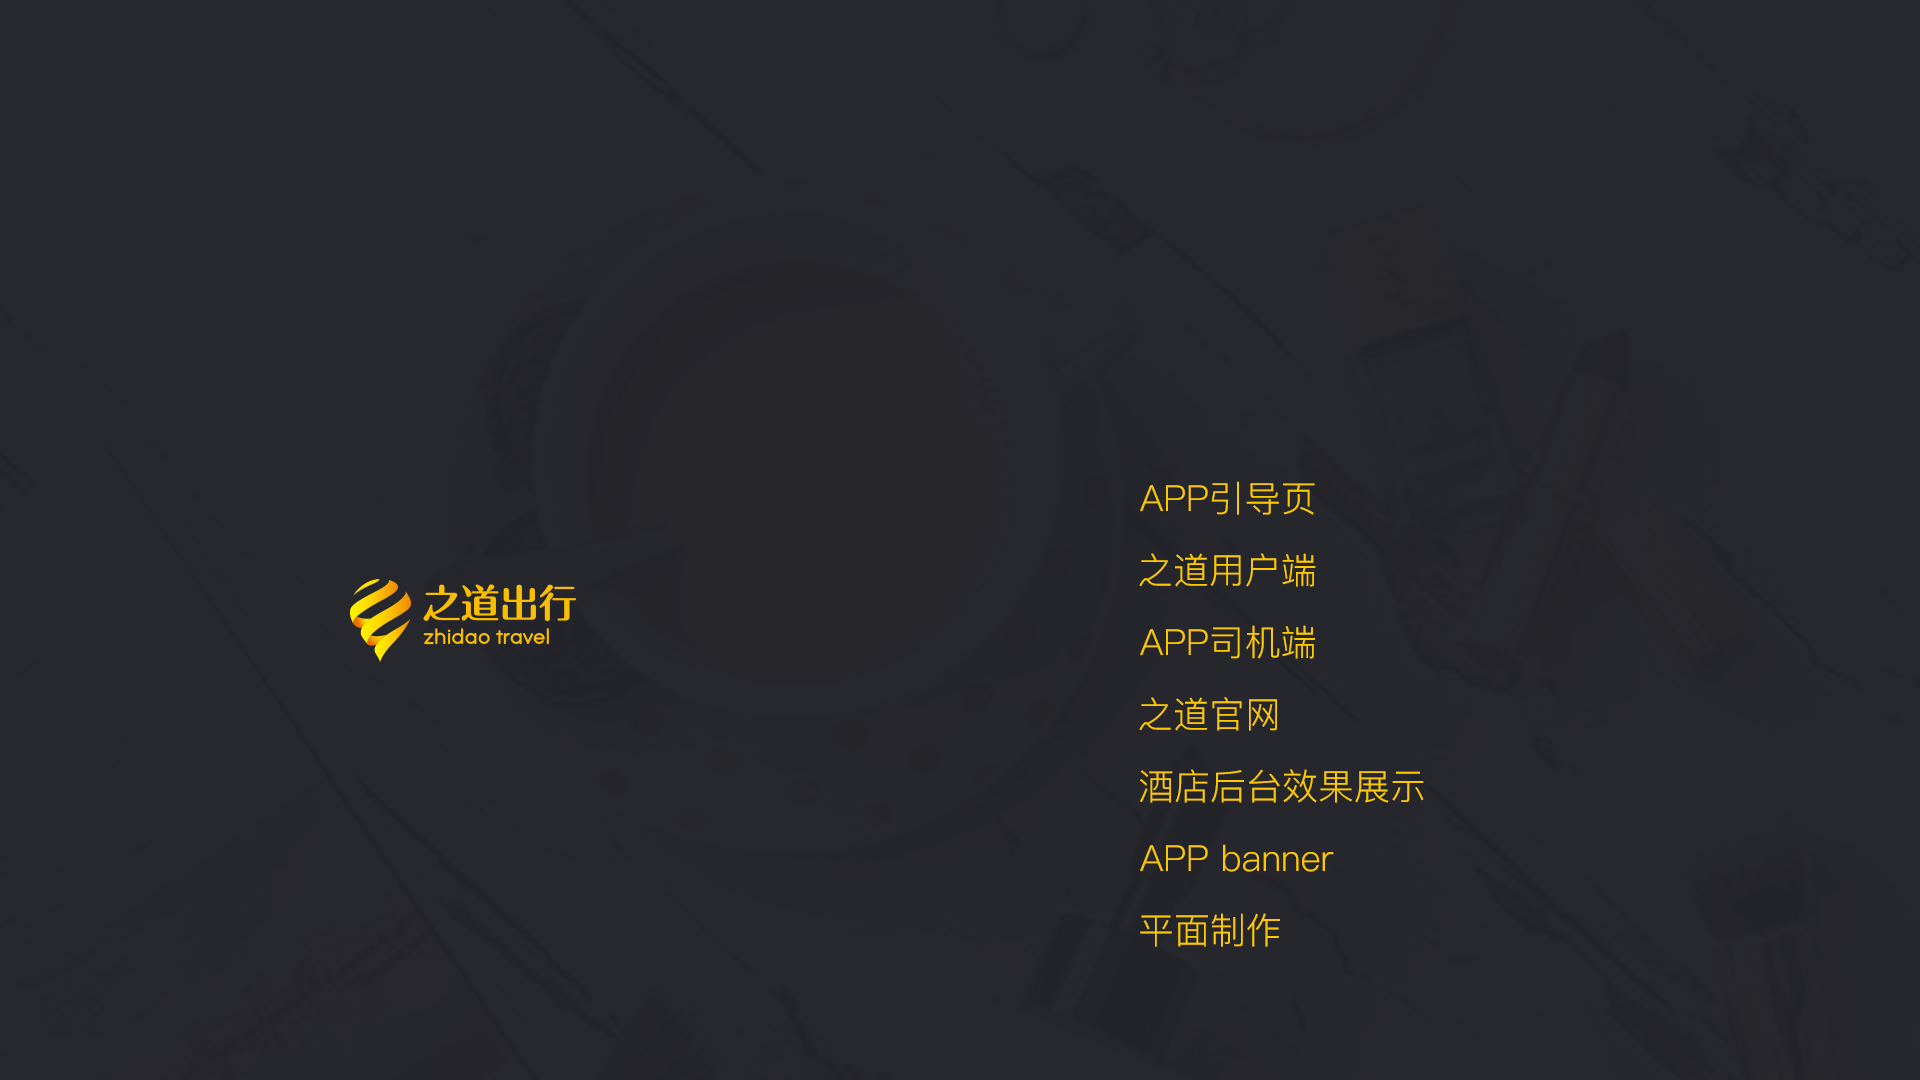 之道出行
zhidao travel
APP引导页
之道用户端
APP司机端
之道官网
酒店后台效果展示
APP banner
平面制作